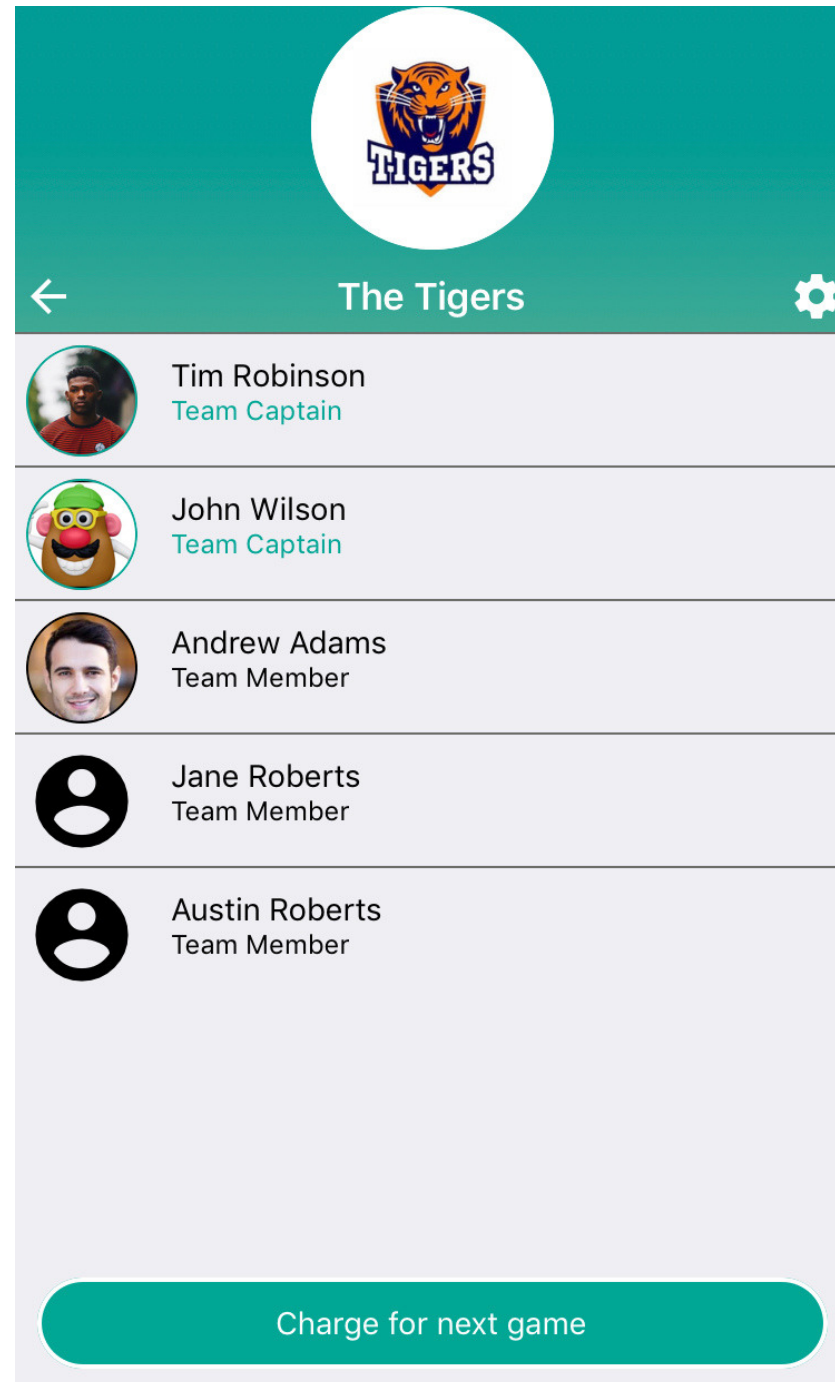 TIGERS
The Tigers
Tim Robinson
Team Captain
John Wilson
Team Captain
Andrew Adams
Team Member
Jane Roberts
Team Member
Austin Roberts
Team Member
Charge for next game